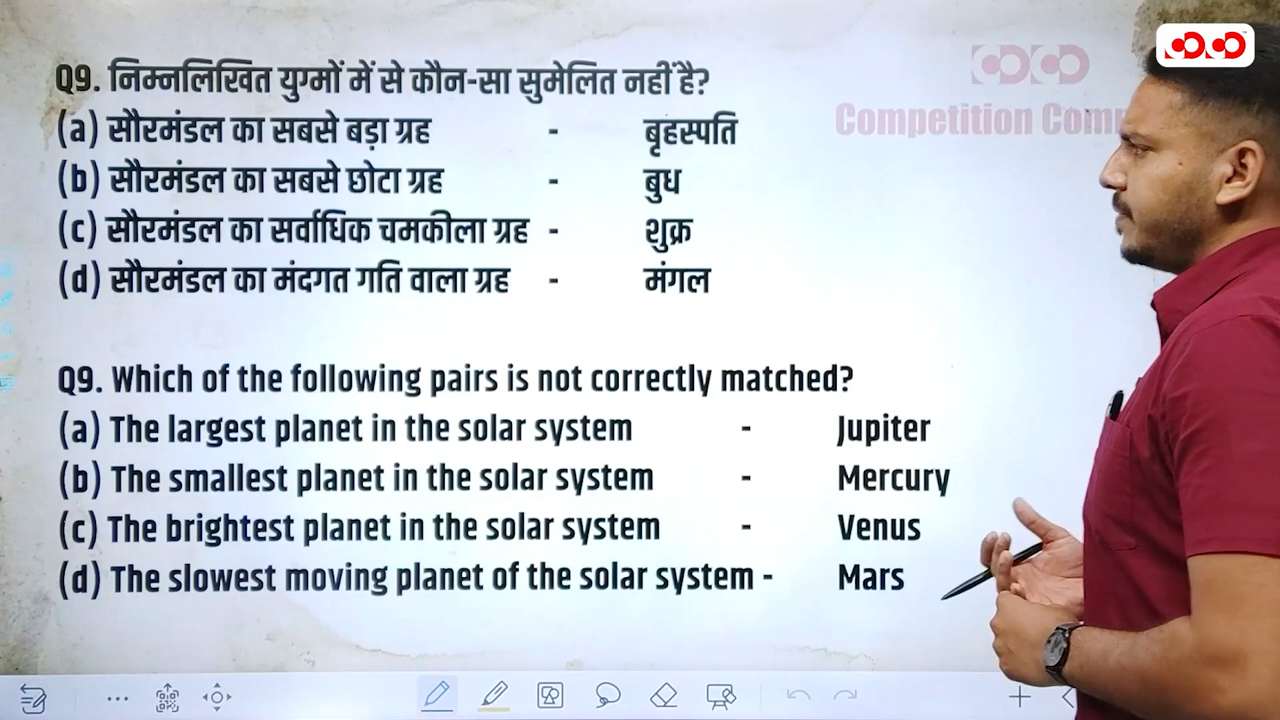 Q9. निम्नलिखित युग्मों में से कौन-सा सुमेलित नहीं है?
(a) सौरमंडल का सबसे बड़ा ग्रह - बृहस्पति
(b) सौरमंडल का सबसे छोटा ग्रह - बुध
(c) सौरमंडल का सर्वाधिक चमकीला ग्रह - शुक्र
(d) सौरमंडल का मंदगत गति वाला ग्रह - मंगल
Competition
Q9. Which of the following pairs is not correctly matched?
(a) The largest planet in the solar system - Jupiter
(b) The smallest planet in the solar system - Mercury
(c) The brightest planet in the solar system - Venus
(d) The slowest moving planet of the solar system - Mars